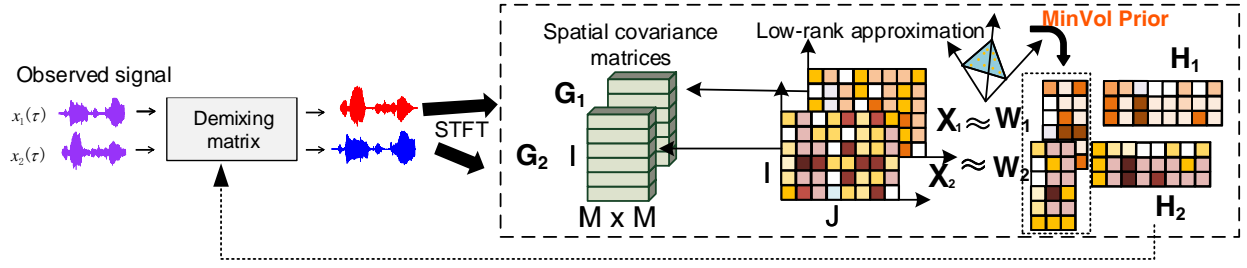 Observed signal
x₁(τ)
x₂(τ)
Demixing
matrix
STFT
Spatial covariance
matrices
G₁
G₂
I
M x M
Low-rank approximation
I
J
MinVol Prior
X₁ ≈ W₁
H₁
X₂ ≈ W₂
H₂